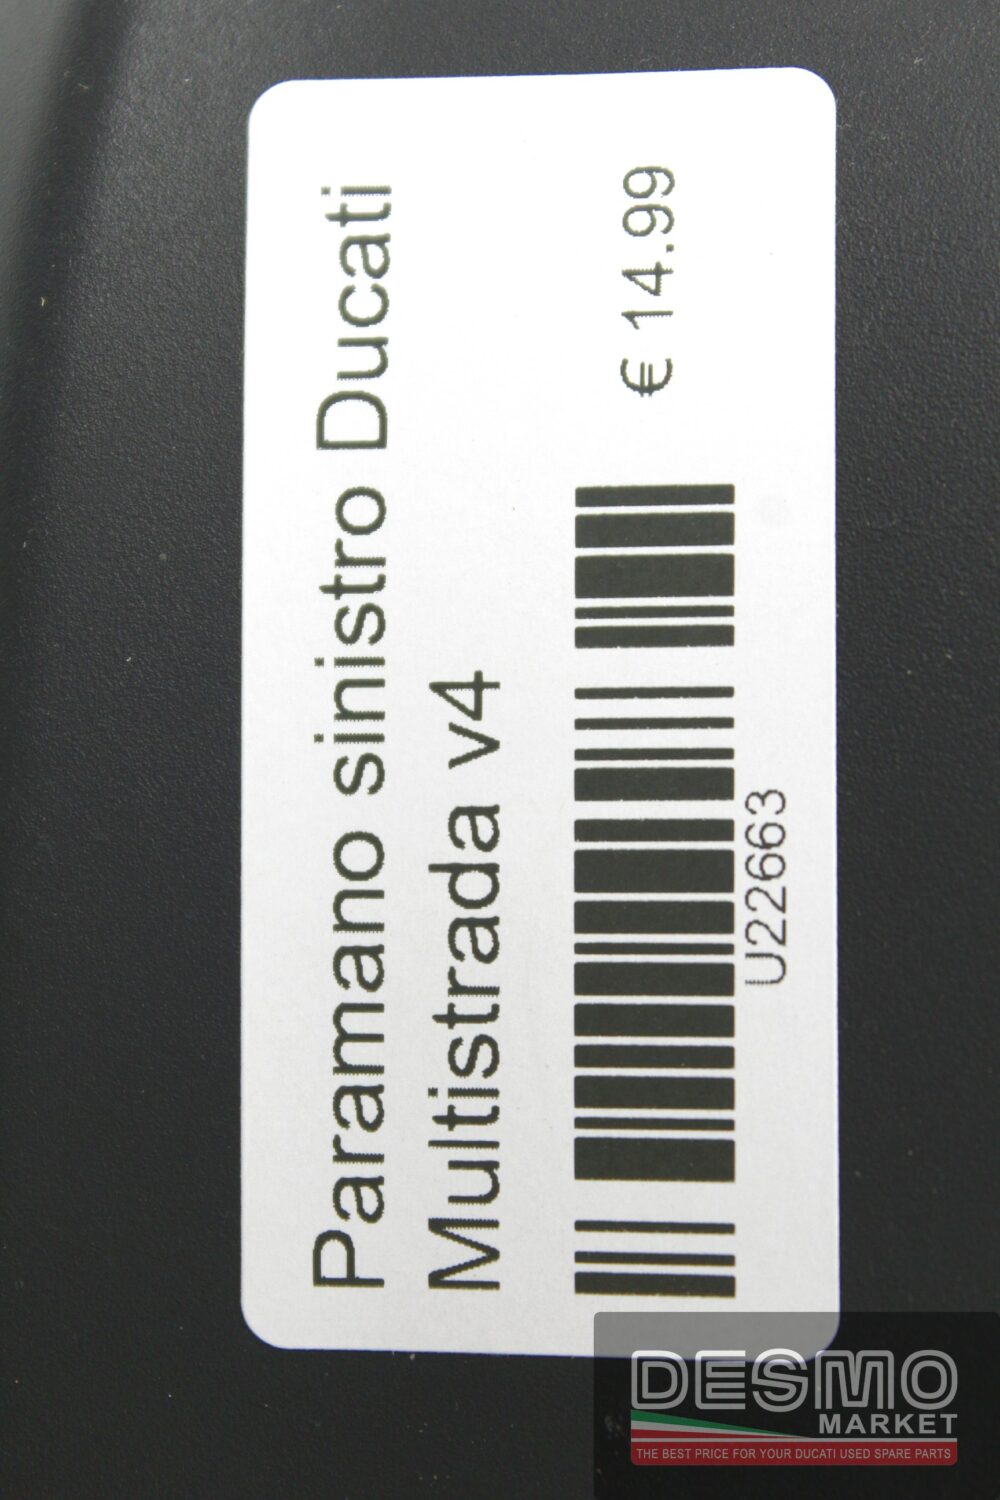 Paramano sinistro Ducati
Multistrada v4
€ 14.99
U22663
DESMO
MARKET
THE BEST PRICE FOR YOUR DUCATI USED SPARE PARTS